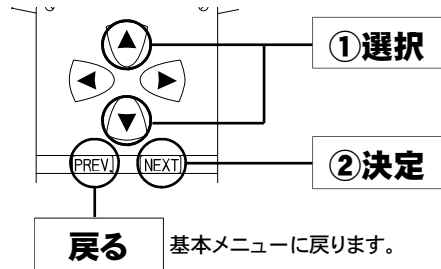 ①選択
PREV.
NEXT
②決定
戻る
基本メニューに戻ります。